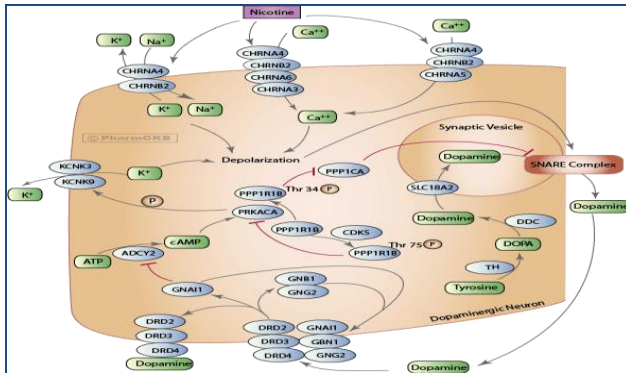 Nicotine
K⁺
Na⁺
Ca⁺⁺
Ca⁺⁺
CHRNA4
CHRNB2
CHRNA4
CHRNB2
CHRNA6
CHRNA3
CHRNA4
CHRNB2
CHRNA5
K⁺
Na⁺
Ca⁺⁺
© PharmGKB
Synaptic Vesicle
Dopamine
SNARE Complex
Depolarization
KCNK3
KCNK9
K⁺
K⁺
P
PPP1CA
PPP1R1B
Thr 34 P
SLC18A2
Dopamine
Dopamine
PRKACA
PPP1R1B
CDK5
PPP1R1B
Thr 75 P
DDC
DOPA
TH
Tyrosine
ATP
ADCY2
cAMP
GNAI1
GNB1
GNG2
Dopaminergic Neuron
DRD2
DRD3
DRD4
Dopamine
DRD2
DRD3
DRD4
GNAI1
GBN1
GNG2
Dopamine